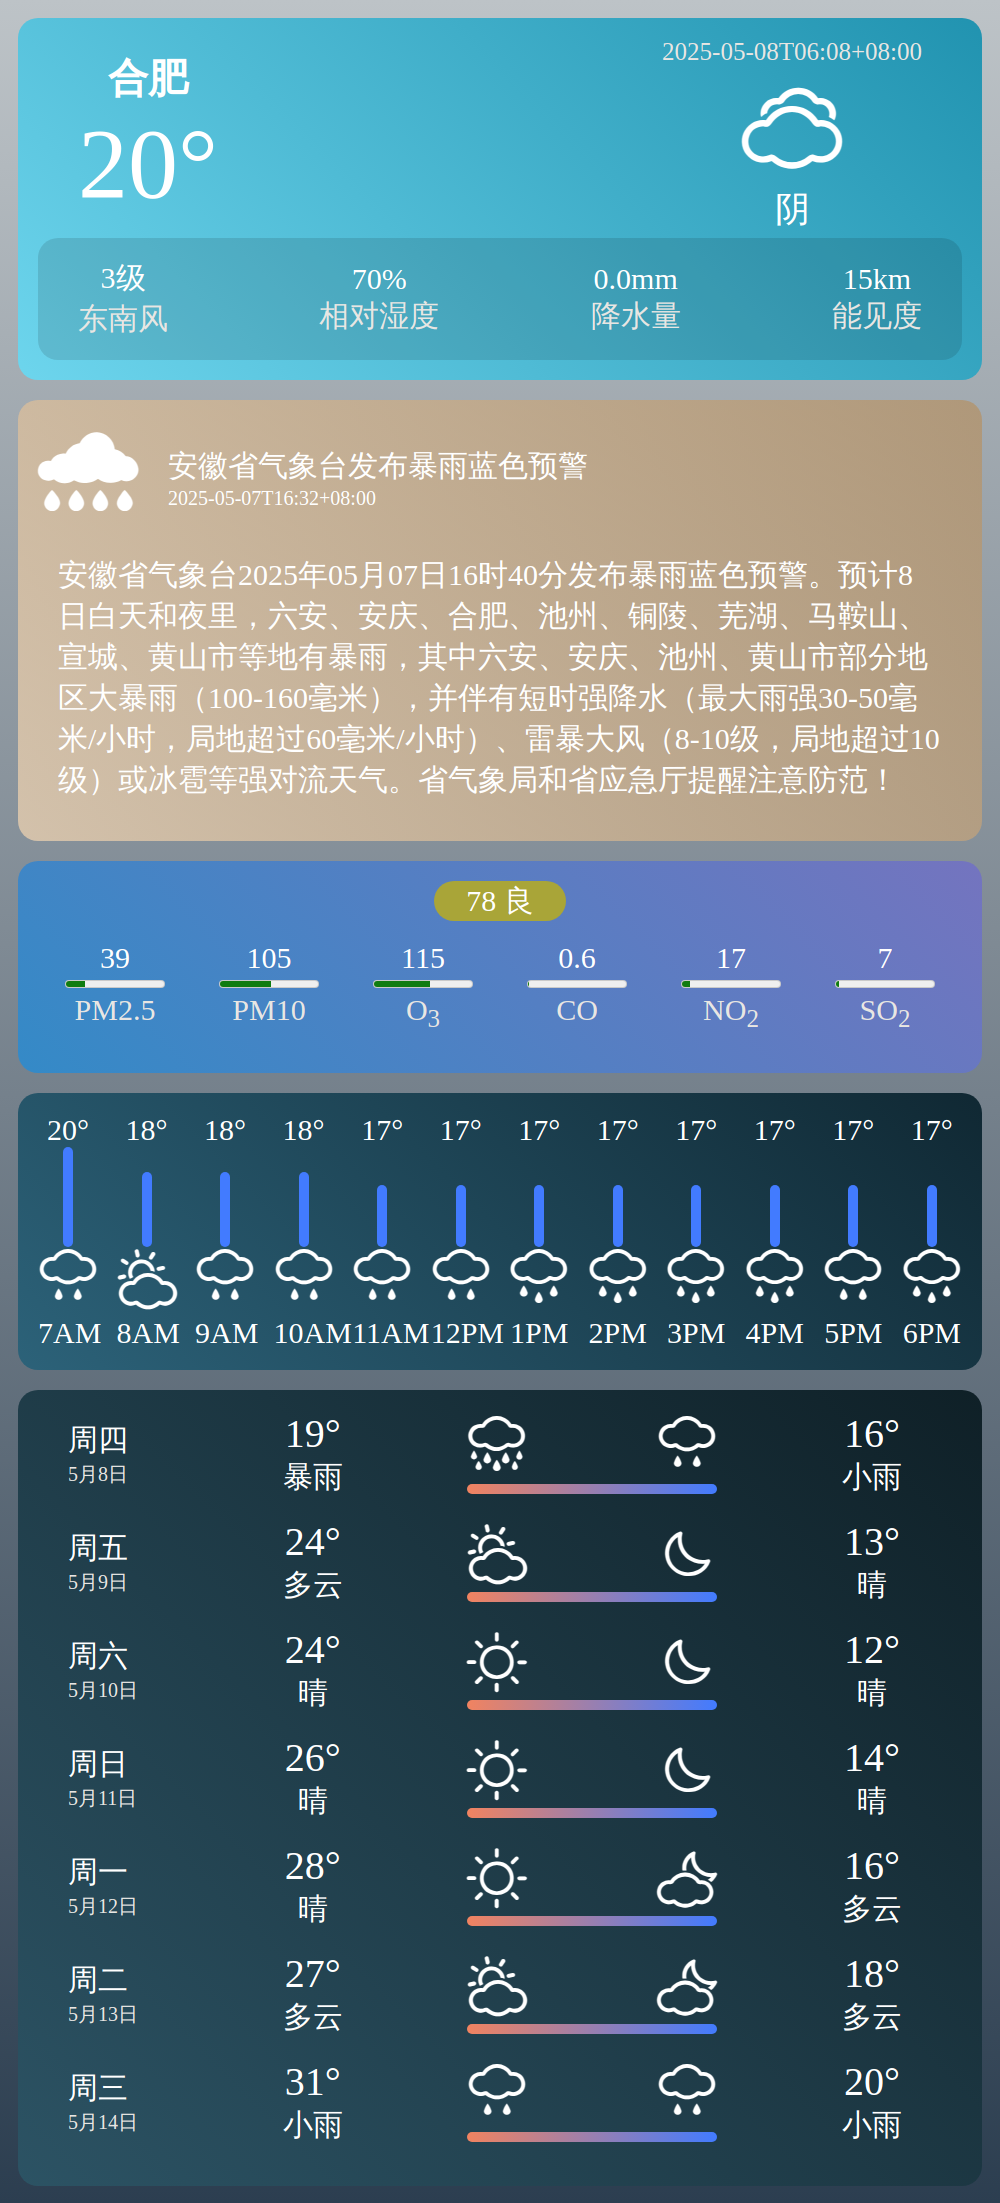 合肥
2025-05-08T06:08+08:00
20°
阴
3级 70% 0.0mm 15km
东南风 相对湿度 降水量 能见度
安徽省气象台发布暴雨蓝色预警
2025-05-07T16:32+08:00
安徽省气象台2025年05月07日16时40分发布暴雨蓝色预警。预计8
日白天和夜里，六安、安庆、合肥、池州、铜陵、芜湖、马鞍山、
宣城、黄山市等地有暴雨，其中六安、安庆、池州、黄山市部分地
区大暴雨（100-160毫米），并伴有短时强降水（最大雨强30-50毫
米/小时，局地超过60毫米/小时）、雷暴大风（8-10级，局地超过10
级）或冰雹等强对流天气。省气象局和省应急厅提醒注意防范！
78 良
39 105 115 0.6 17 7
PM2.5 PM10 O3 CO NO2 SO2
20° 18° 18° 18° 17° 17° 17° 17° 17° 17° 17° 17°
7AM 8AM 9AM 10AM 11AM 12PM 1PM 2PM 3PM 4PM 5PM 6PM
周四 19° 16°
5月8日 暴雨 小雨
周五 24° 13°
5月9日 多云 晴
周六 24° 12°
5月10日 晴 晴
周日 26° 14°
5月11日 晴 晴
周一 28° 16°
5月12日 晴 多云
周二 27° 18°
5月13日 多云 多云
周三 31° 20°
5月14日 小雨 小雨